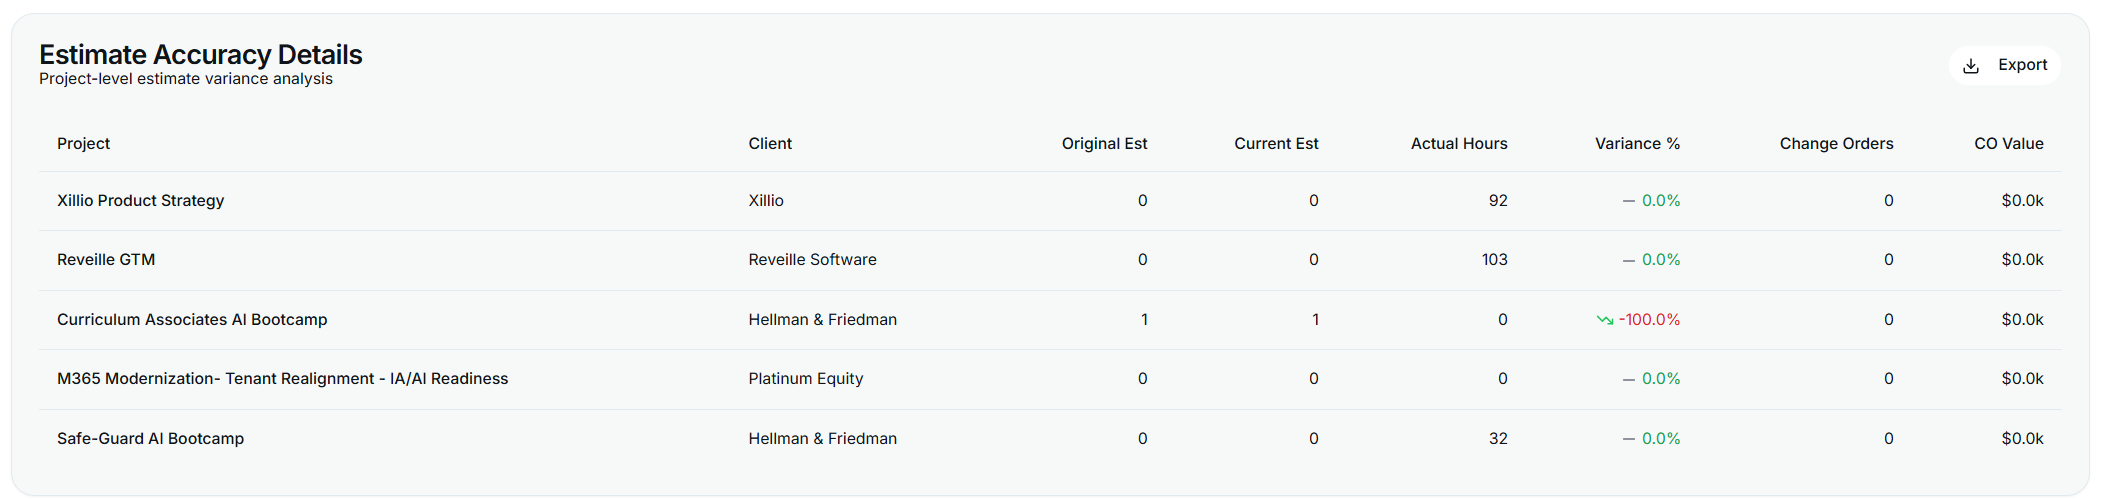 Estimate Accuracy Details
Project-level estimate variance analysis
Export
Project Client Original Est Current Est Actual Hours Variance % Change Orders CO Value
Xillio Product Strategy Xillio 0 0 92 — 0.0% 0 $0.0k
Reveille GTM Reveille Software 0 0 103 — 0.0% 0 $0.0k
Curriculum Associates AI Bootcamp Hellman & Friedman 1 1 0 -100.0% 0 $0.0k
M365 Modernization- Tenant Realignment - IA/AI Readiness Platinum Equity 0 0 0 — 0.0% 0 $0.0k
Safe-Guard AI Bootcamp Hellman & Friedman 0 0 32 — 0.0% 0 $0.0k